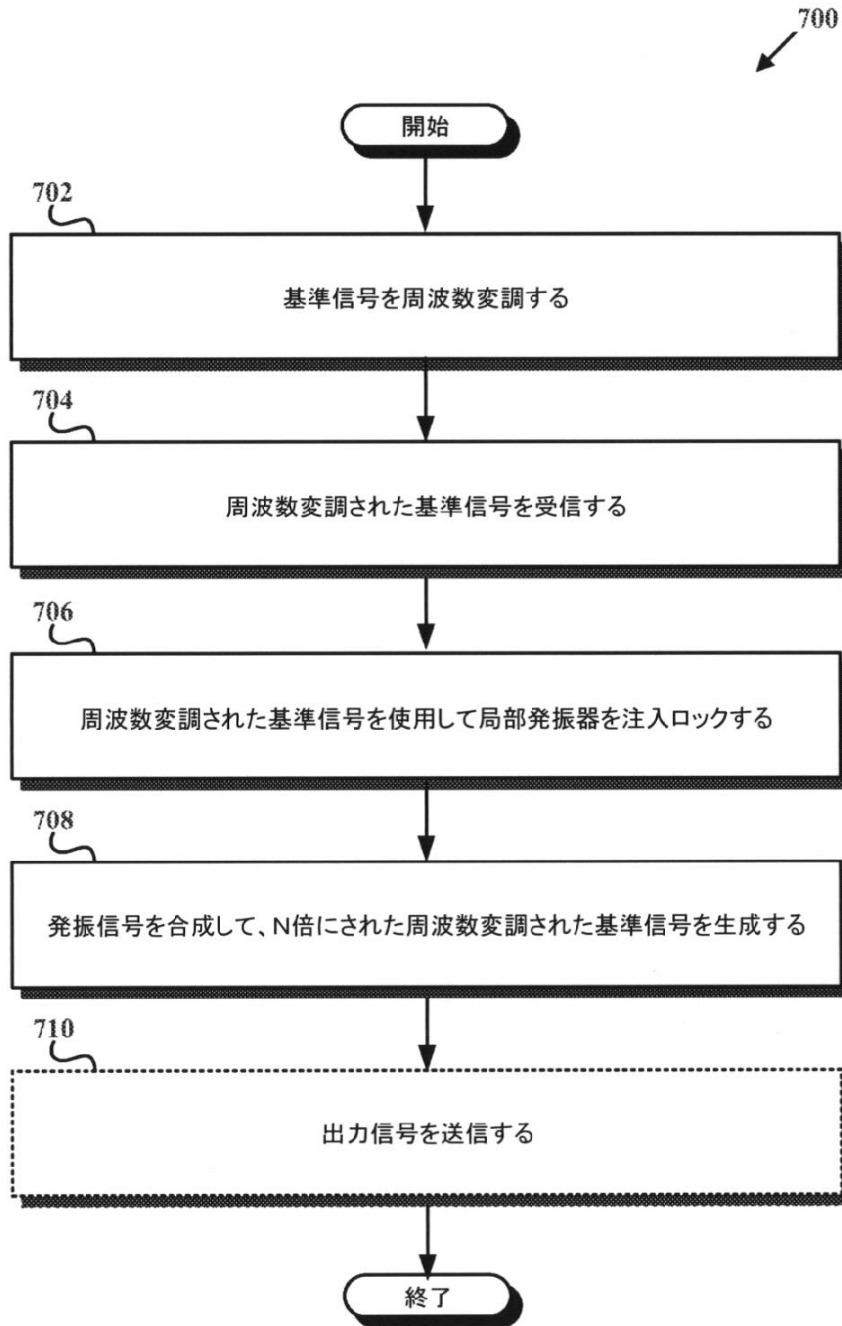 700
開始
702
基準信号を周波数変調する
704
周波数変調された基準信号を受信する
706
周波数変調された基準信号を使用して局部発振器を注入ロックする
708
発振信号を合成して、N倍にされた周波数変調された基準信号を生成する
710
出力信号を送信する
終了